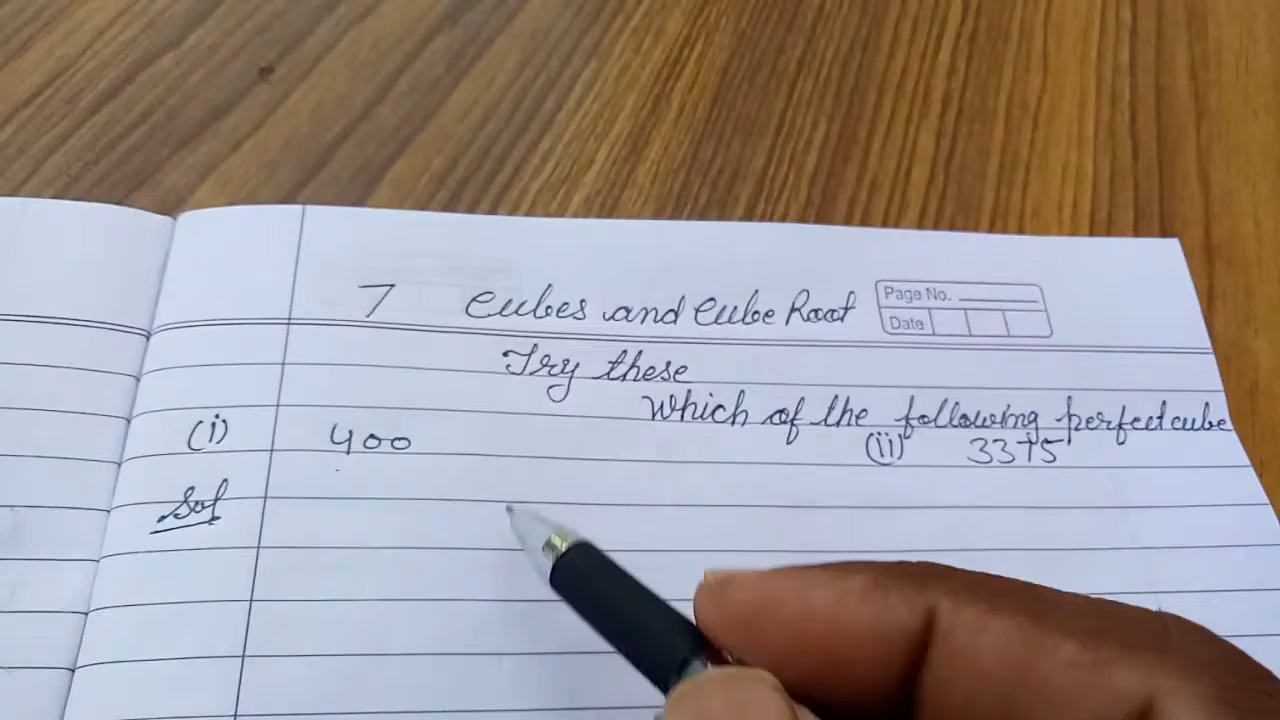 7 Cubes and Cube Root
Page No.
Date
Try these
Which of the following perfect cube
(i) 400 (ii) 3375
Sol